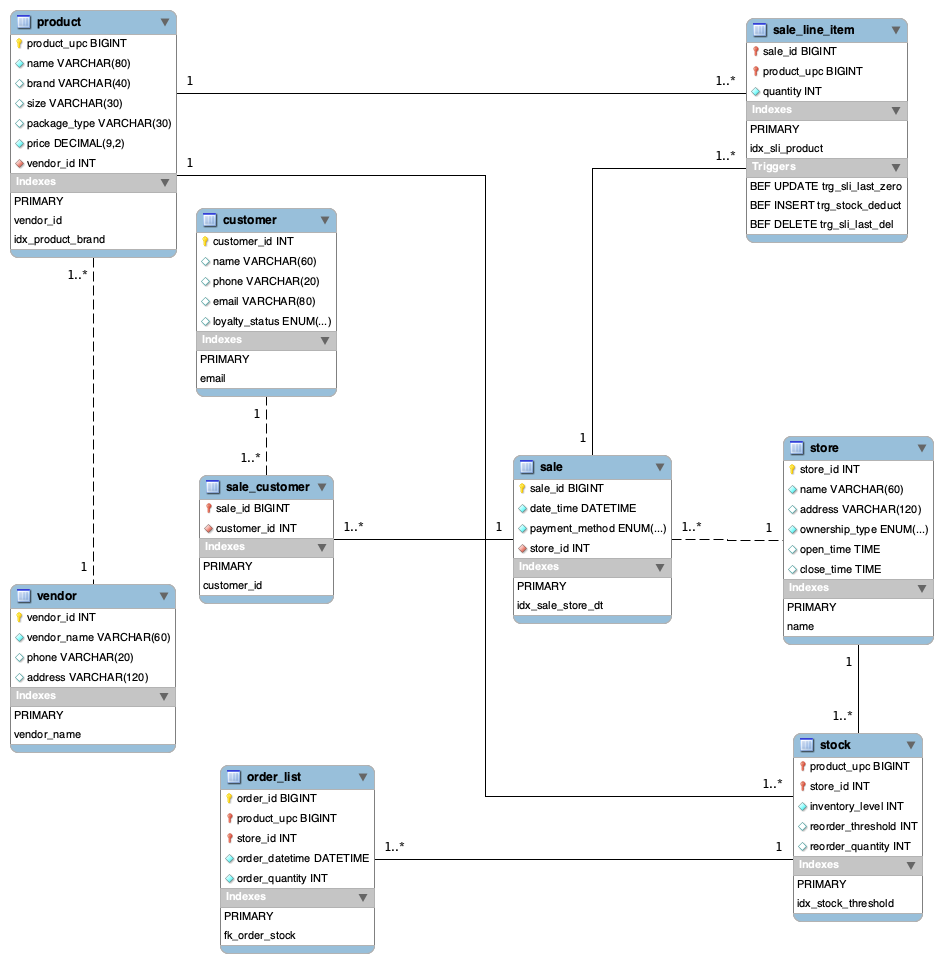 product
product_upc BIGINT
name VARCHAR(80)
brand VARCHAR(40)
size VARCHAR(30)
package_type VARCHAR(30)
price DECIMAL(9,2)
vendor_id INT
Indexes
PRIMARY
vendor_id
idx_product_brand
1
1..*
1
1..*
sale_line_item
sale_id BIGINT
product_upc BIGINT
quantity INT
Indexes
PRIMARY
idx_sli_product
Triggers
BEF UPDATE trg_sli_last_zero
BEF INSERT trg_stock_deduct
BEF DELETE trg_sli_last_del
customer
customer_id INT
name VARCHAR(60)
phone VARCHAR(20)
email VARCHAR(80)
loyalty_status ENUM(...)
Indexes
PRIMARY
email
1..*
1
1..*
1
sale_customer
sale_id BIGINT
customer_id INT
Indexes
PRIMARY
customer_id
1..*
1
sale
sale_id BIGINT
date_time DATETIME
payment_method ENUM(...)
store_id INT
Indexes
PRIMARY
idx_sale_store_dt
1..*
1
store
store_id INT
name VARCHAR(60)
address VARCHAR(120)
ownership_type ENUM(...)
open_time TIME
close_time TIME
Indexes
PRIMARY
name
1
vendor
vendor_id INT
vendor_name VARCHAR(60)
phone VARCHAR(20)
address VARCHAR(120)
Indexes
PRIMARY
vendor_name
1
1..*
1..*
order_list
order_id BIGINT
product_upc BIGINT
store_id INT
order_datetime DATETIME
order_quantity INT
Indexes
PRIMARY
fk_order_stock
1..*
1
stock
product_upc BIGINT
store_id INT
inventory_level INT
reorder_threshold INT
reorder_quantity INT
Indexes
PRIMARY
idx_stock_threshold